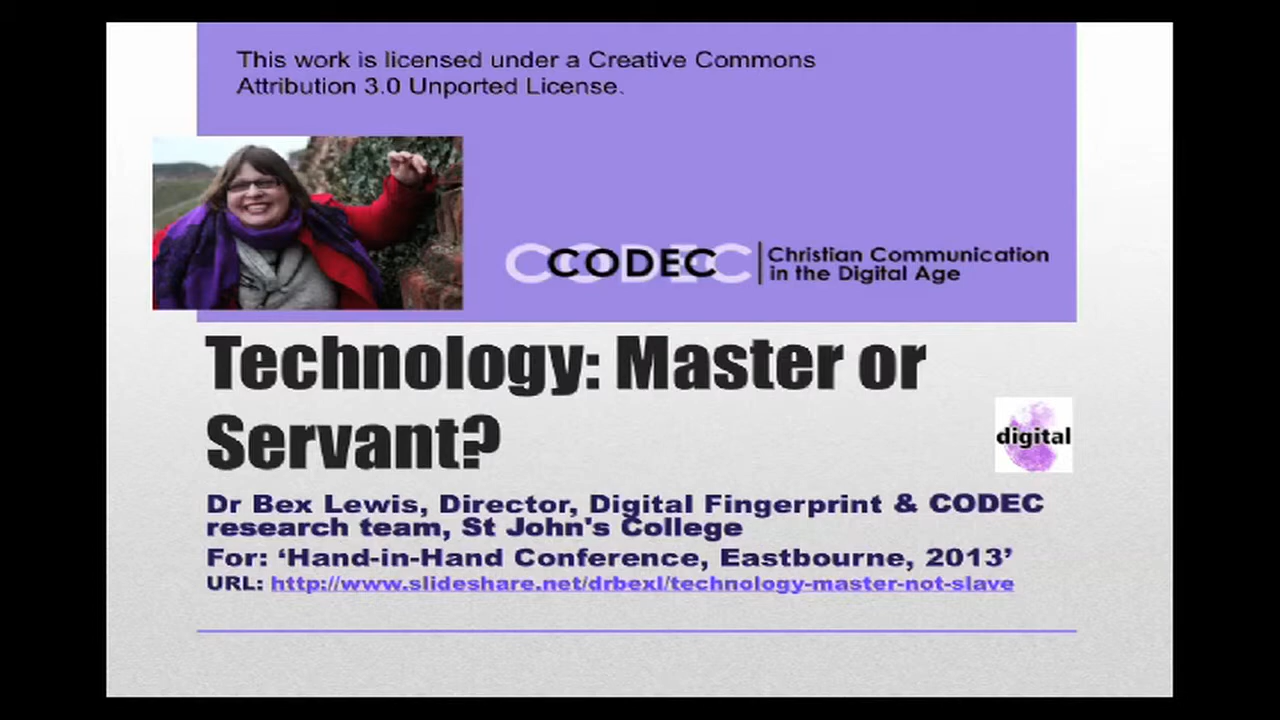 This work is licensed under a Creative Commons
Attribution 3.0 Unported License.
CODEC
CODEC
Christian Communication
in the Digital Age
Technology: Master or
Servant?
digital
Dr Bex Lewis, Director, Digital Fingerprint & CODEC
research team, St John's College
For: ‘Hand-in-Hand Conference, Eastbourne, 2013’
URL: http://www.slideshare.net/drbexl/technology-master-not-slave